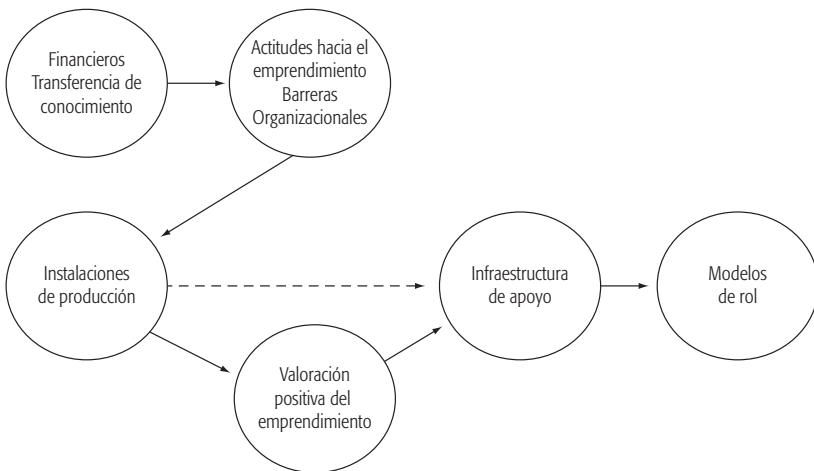 Financieros
Transferencia de
conocimiento
Actitudes hacia el
emprendimiento
Barreras
Organizacionales
Instalaciones
de producción
Valoración
positiva del
emprendimiento
Infraestructura
de apoyo
Modelos
de rol